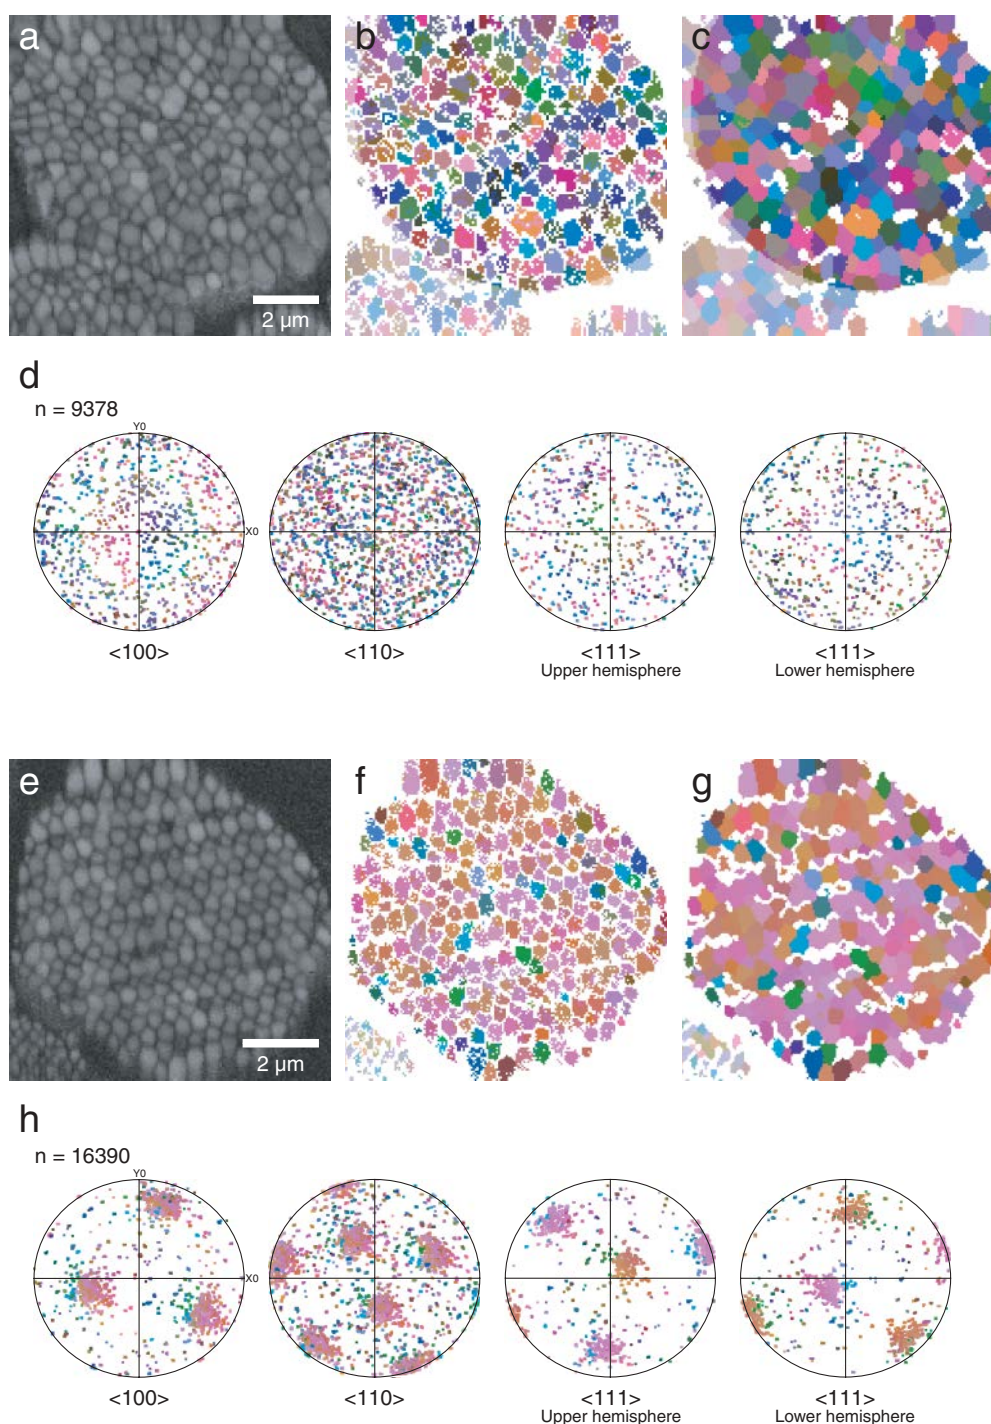 a
b
c
2 μm
d
n = 9378
Y0
X0
<100>
<110>
<111>
Upper hemisphere
<111>
Lower hemisphere
e
f
g
2 μm
h
n = 16390
Y0
X0
<100>
<110>
<111>
Upper hemisphere
<111>
Lower hemisphere